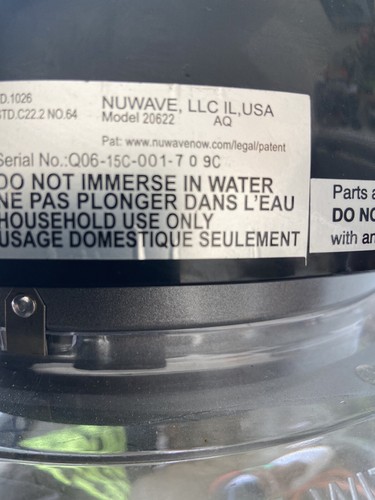 D.1026
STD.C22.2 NO.64
NUWAVE, LLC IL,USA
Model 20622 AQ
Pat: www.nuwavenow.com/legal/patent
Serial No.:Q06-15C-001-7 0 9C
DO NOT IMMERSE IN WATER
NE PAS PLONGER DANS L'EAU
HOUSEHOLD USE ONLY
USAGE DOMESTIQUE SEULEMENT
Parts a
DO NO
with an